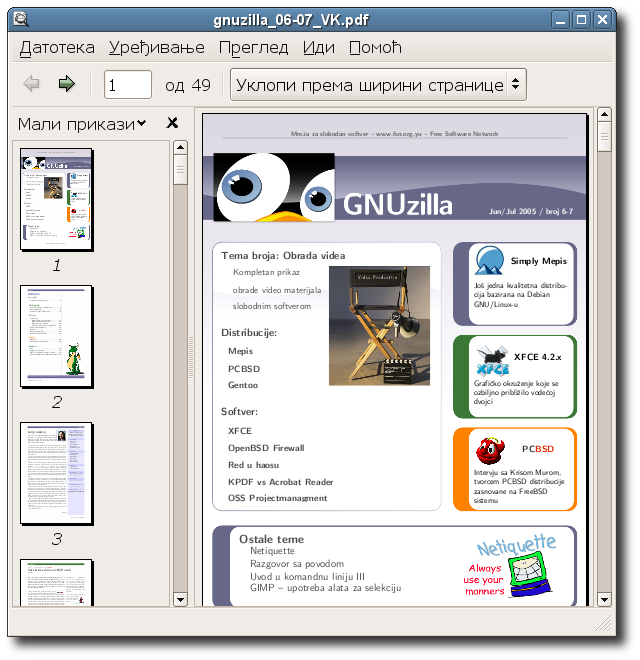 gnuzilla_06-07_VK.pdf
Датотека Уређивање Преглед Иди Помоћ
1 од 49 Уклопи према ширини странице
Мали прикази
1
2
3
Mreža za slobodan softver – www.fsn.org.yu – Free Software Network
GNUzilla
Jun/Jul 2005 / broj 6-7
Tema broja: Obrada videa
Kompletan prikaz
obrade video materijala
slobodnim softverom
Video Production
Distribucije:
Mepis
PCBSD
Gentoo
Softver:
XFCE
OpenBSD Firewall
Red u haosu
KPDF vs Acrobat Reader
OSS Projectmanagment
Simply Mepis
Još jedna kvalitetna distribu-
cija bazirana na Debian
GNU/Linux-u
XFCE
XFCE 4.2.x
Grafičko okruženje koje se
ozbiljno približilo vodećoj
dvojci
PCBSD
Intervju sa Krisom Murom,
tvorcem PCBSD distribucije
zasnovane na FreeBSD
sistemu
Ostale teme
Netiquette
Razgovor sa povodom
Uvod u komandnu liniju III
GIMP – upotreba alata za selekciju
Netiquette
Always
use your
manners